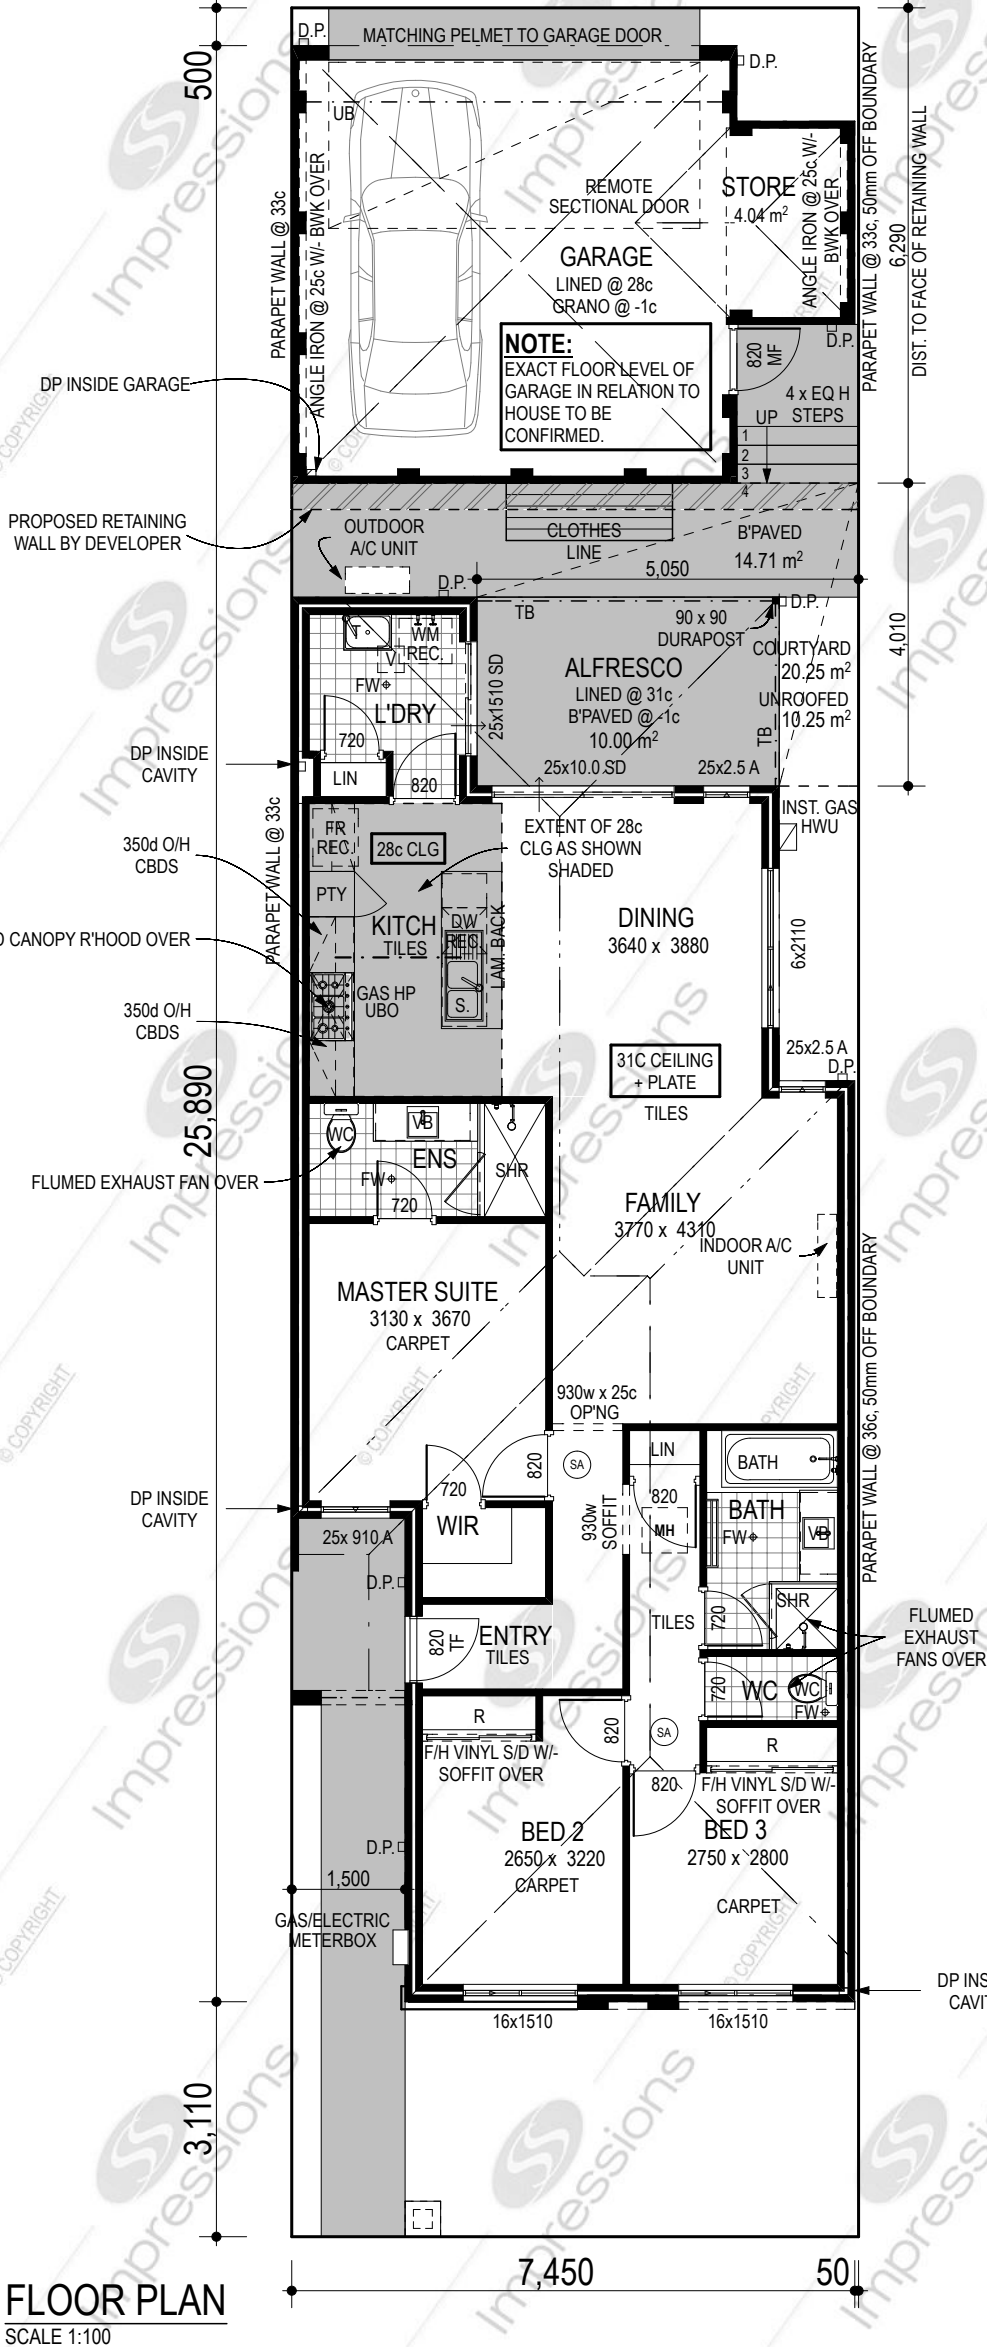 D.P.
MATCHING PELMET TO GARAGE DOOR
D.P.
500
UB
PARAPET WALL @ 33c
ANGLE IRON @ 25c W/- BWK OVER
REMOTE
SECTIONAL DOOR
STORE
4.04 m²
ANGLE IRON @ 25c W/-
BWK OVER
PARAPET WALL @ 33c, 50mm OFF BOUNDARY
6,290
DIST. TO FACE OF RETAINING WALL
GARAGE
LINED @ 28c
GRANO @ -1c
NOTE:
EXACT FLOOR LEVEL OF
GARAGE IN RELATION TO
HOUSE TO BE
CONFIRMED.
820
MF
D.P.
DP INSIDE GARAGE
4 x EQ H
STEPS
UP
1
2
3
4
PROPOSED RETAINING
WALL BY DEVELOPER
OUTDOOR
A/C UNIT
CLOTHES
LINE
B'PAVED
14.71 m²
D.P.
5,050
4,010
T
WM
REC.
V
FW
L'DRY
720
LIN
820
25x1510 SD
TB
90 x 90
DURAPOST
D.P.
ALFRESCO
LINED @ 31c
B'PAVED @ -1c
10.00 m²
COURTYARD
20.25 m²
UNROOFED
10.25 m²
TB
DP INSIDE
CAVITY
25x10.0 SD
25x2.5 A
PARAPET WALL @ 33c
INST. GAS
HWU
FR
REC.
28c CLG
EXTENT OF 28c
CLG AS SHOWN
SHADED
350d O/H
CBDS
PTY
KITCH
TILES
DW
REC.
LAM. BACK
DINING
3640 x 3880
6x2110
CANOPY R'HOOD OVER
GAS HP
UBO
S.
350d O/H
CBDS
31C CEILING
+ PLATE
TILES
25x2.5 A
D.P.
25,890
WC
VB
ENS
SHR
FW
720
FLUMED EXHAUST FAN OVER
FAMILY
3770 x 4310
INDOOR A/C
UNIT
PARAPET WALL @ 36c, 50mm OFF BOUNDARY
MASTER SUITE
3130 x 3670
CARPET
930w x 25c
OP'NG
820
SA
720
LIN
BATH
DP INSIDE
CAVITY
25x 910 A
WIR
930w
SOFFIT
820
MH
BATH
FW
VB
D.P.
SHR
720
TILES
820
TF
ENTRY
TILES
FLUMED
EXHAUST
FANS OVER
720
WC
WC
FW
R
820
SA
R
F/H VINYL S/D W/-
SOFFIT OVER
820
F/H VINYL S/D W/-
SOFFIT OVER
D.P.
BED 2
2650 x 3220
CARPET
BED 3
2750 x 2800
CARPET
1,500
GAS/ELECTRIC
METERBOX
16x1510
16x1510
3,110
7,450
50
FLOOR PLAN
SCALE 1:100
Impressions
© COPYRIGHT